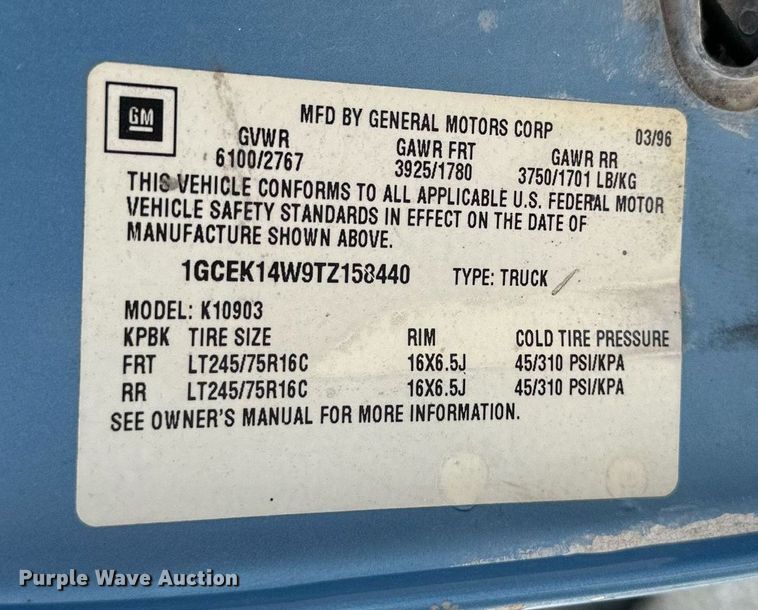 GM
MFD BY GENERAL MOTORS CORP 03/96
GVWR GAWR FRT GAWR RR
6100/2767 3925/1780 3750/1701 LB/KG
THIS VEHICLE CONFORMS TO ALL APPLICABLE U.S. FEDERAL MOTOR
VEHICLE SAFETY STANDARDS IN EFFECT ON THE DATE OF
MANUFACTURE SHOWN ABOVE.
1GCEK14W9TZ158440 TYPE: TRUCK
MODEL: K10903
KPBK TIRE SIZE RIM COLD TIRE PRESSURE
FRT LT245/75R16C 16X6.5J 45/310 PSI/KPA
RR LT245/75R16C 16X6.5J 45/310 PSI/KPA
SEE OWNER'S MANUAL FOR MORE INFORMATION.
Purple Wave Auction